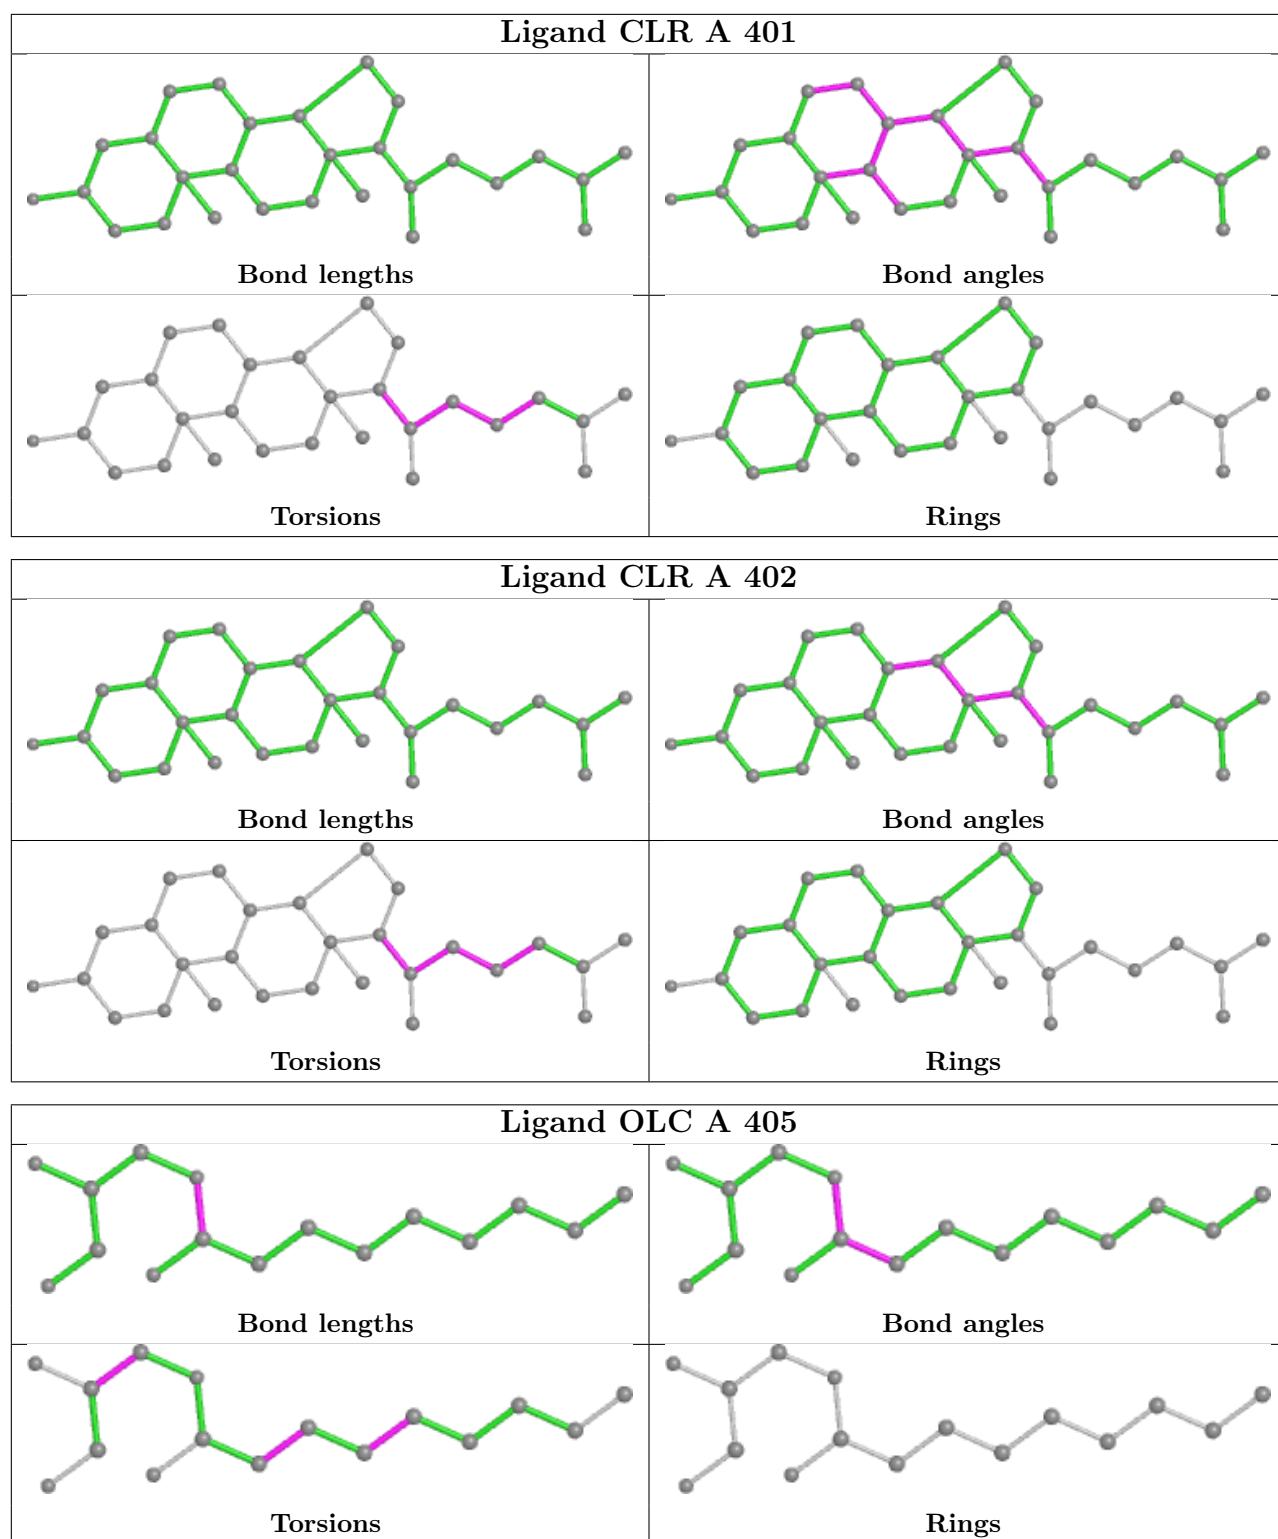 Ligand CLR A 401
Bond lengths
Bond angles
Torsions
Rings
Ligand CLR A 402
Bond lengths
Bond angles
Torsions
Rings
Ligand OLC A 405
Bond lengths
Bond angles
Torsions
Rings